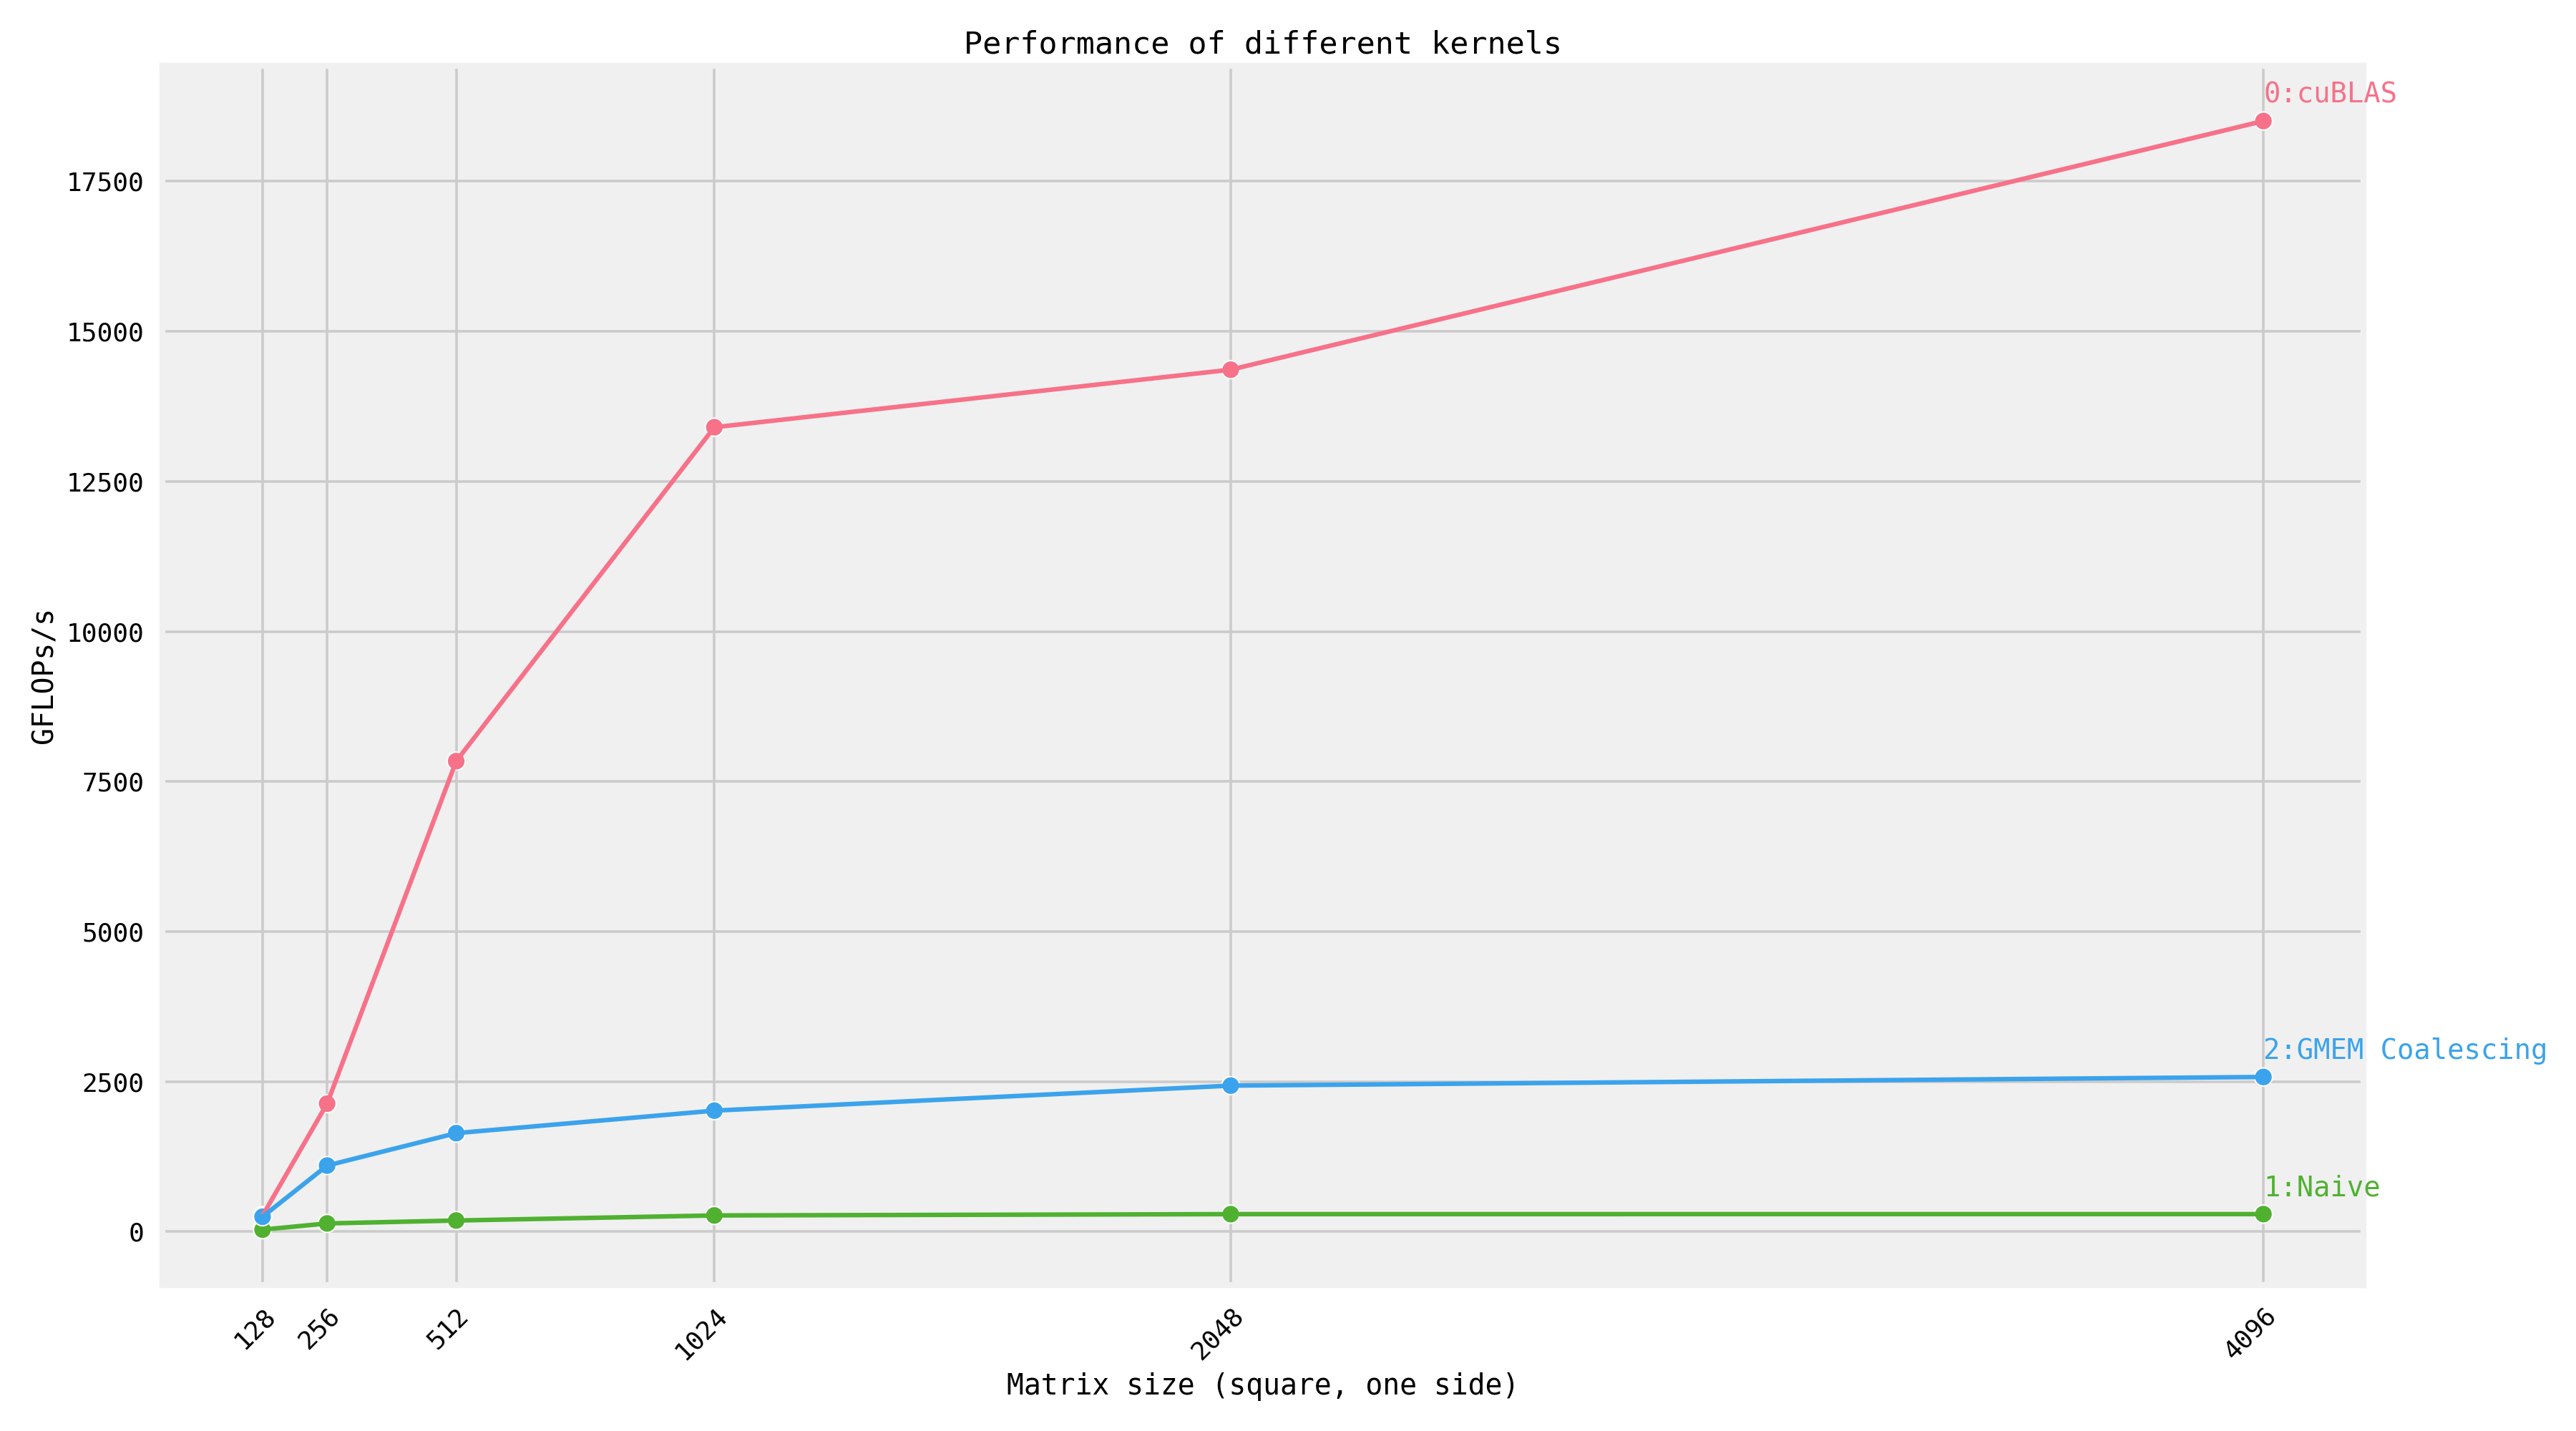 Performance of different kernels
0:cuBLAS
17500
15000
12500
10000
7500
5000
2500
0
GFLOPs/s
2:GMEM Coalescing
1:Naive
128
256
512
1024
2048
4096
Matrix size (square, one side)